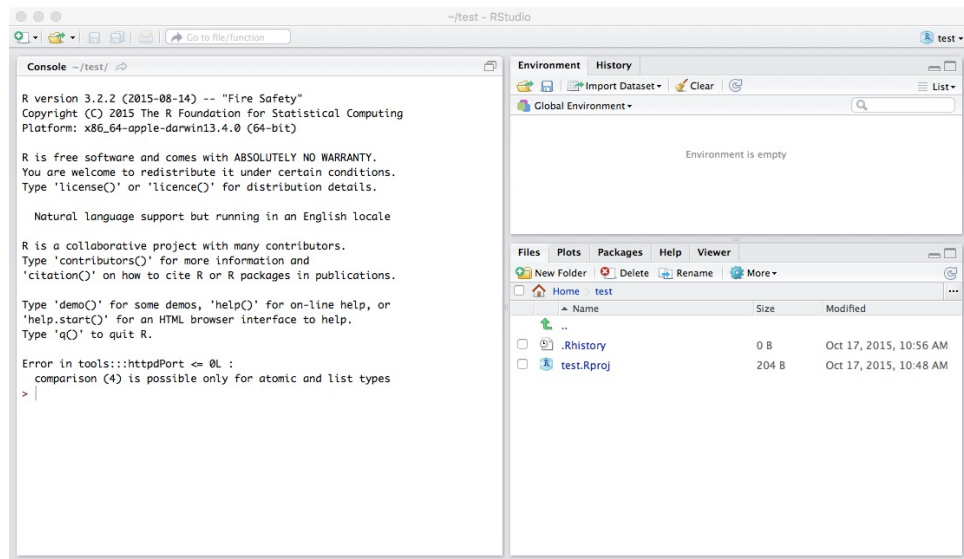 ~/test - RStudio
Go to file/function
test
Console ~/test/
R version 3.2.2 (2015-08-14) -- "Fire Safety"
Copyright (C) 2015 The R Foundation for Statistical Computing
Platform: x86_64-apple-darwin13.4.0 (64-bit)
R is free software and comes with ABSOLUTELY NO WARRANTY.
You are welcome to redistribute it under certain conditions.
Type 'license()' or 'licence()' for distribution details.
Natural language support but running in an English locale
R is a collaborative project with many contributors.
Type 'contributors()' for more information and
'citation()' on how to cite R or R packages in publications.
Type 'demo()' for some demos, 'help()' for on-line help, or
'help.start()' for an HTML browser interface to help.
Type 'q()' to quit R.
Error in tools:::httpdPort <= 0L :
comparison (4) is possible only for atomic and list types
>
Environment History
Import Dataset Clear List
Global Environment
Environment is empty
Files Plots Packages Help Viewer
New Folder Delete Rename More
Home test
Name Size Modified
..
.Rhistory 0 B Oct 17, 2015, 10:56 AM
test.Rproj 204 B Oct 17, 2015, 10:48 AM